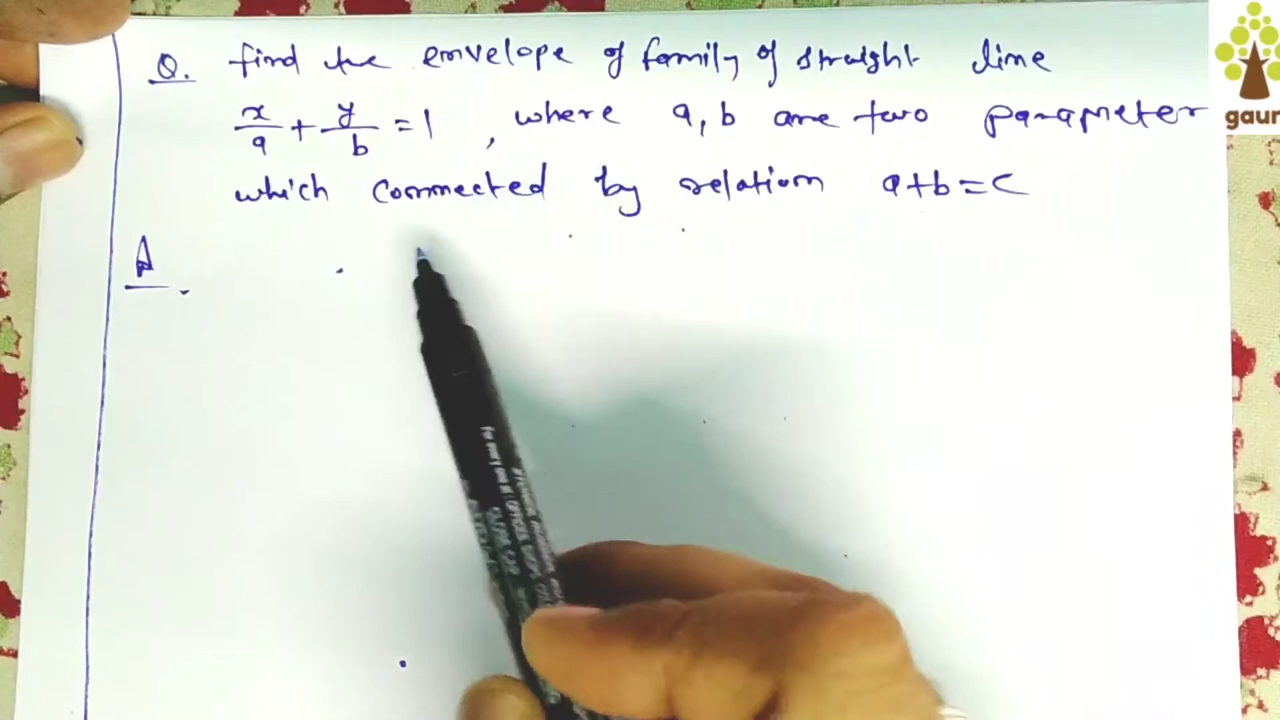 Q. find the envelope of family of straight line
x/a + y/b = 1 , where a, b are two parameter
which connected by relation a+b=c
A.
gaur